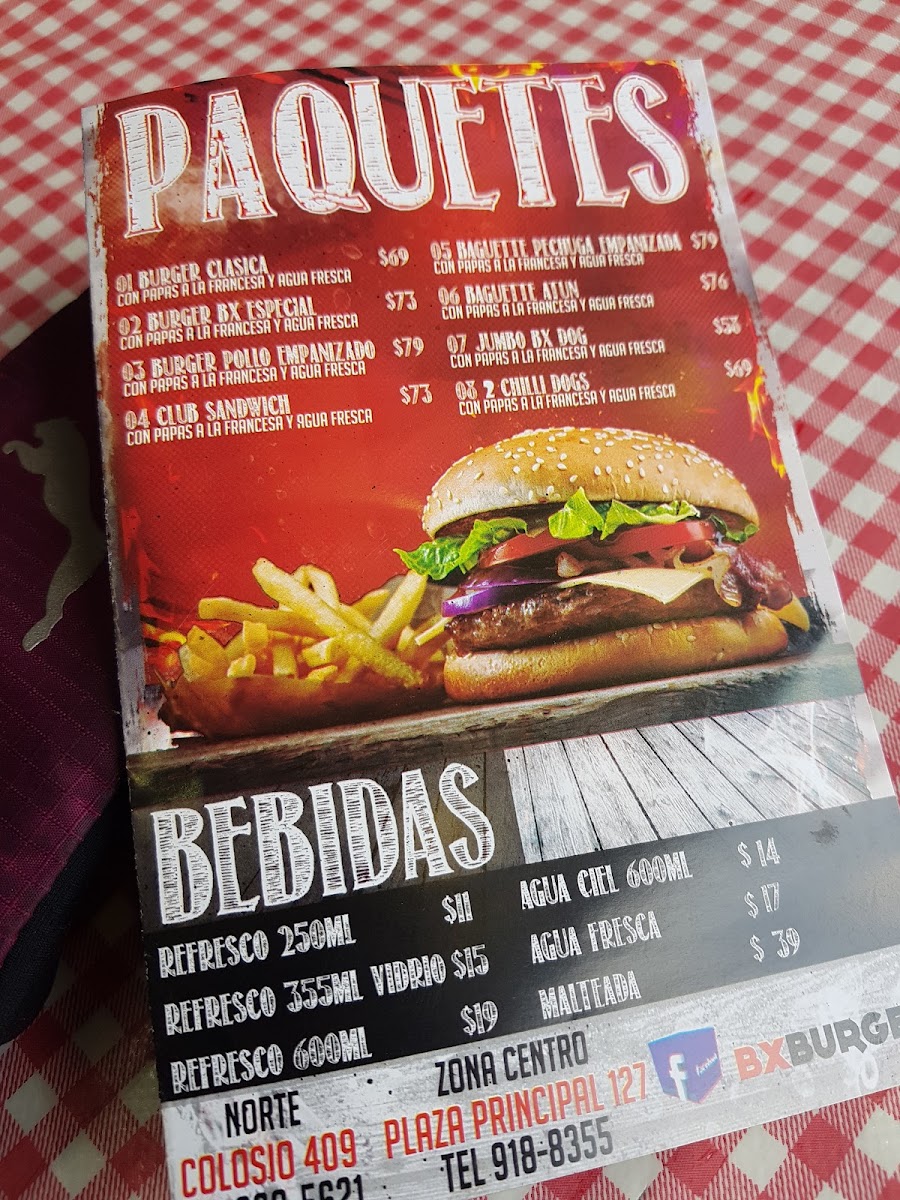 PAQUETES
01 BURGER CLASICA $69
CON PAPAS A LA FRANCESA Y AGUA FRESCA
02 BURGER BX ESPECIAL $73
CON PAPAS A LA FRANCESA Y AGUA FRESCA
03 BURGER POLLO EMPANIZADO $79
CON PAPAS A LA FRANCESA Y AGUA FRESCA
04 CLUB SANDWICH $73
CON PAPAS A LA FRANCESA Y AGUA FRESCA
05 BAGUETTE PECHUGA EMPANIZADA $79
CON PAPAS A LA FRANCESA Y AGUA FRESCA
06 BAGUETTE ATUN $76
CON PAPAS A LA FRANCESA Y AGUA FRESCA
07 JUMBO BX DOG
CON PAPAS A LA FRANCESA Y AGUA FRESCA
08 2 CHILLI DOGS $69
CON PAPAS A LA FRANCESA Y AGUA FRESCA
BEBIDAS
REFRESCO 250ML $11
REFRESCO 355ML VIDRIO $15
REFRESCO 600ML $19
AGUA CIEL 600ML $ 14
AGUA FRESCA $ 17
MALTEADA $ 39
NORTE
COLOSIO 409
5621
ZONA CENTRO
PLAZA PRINCIPAL 127
TEL 918-8355
f facebook
BXBURGE